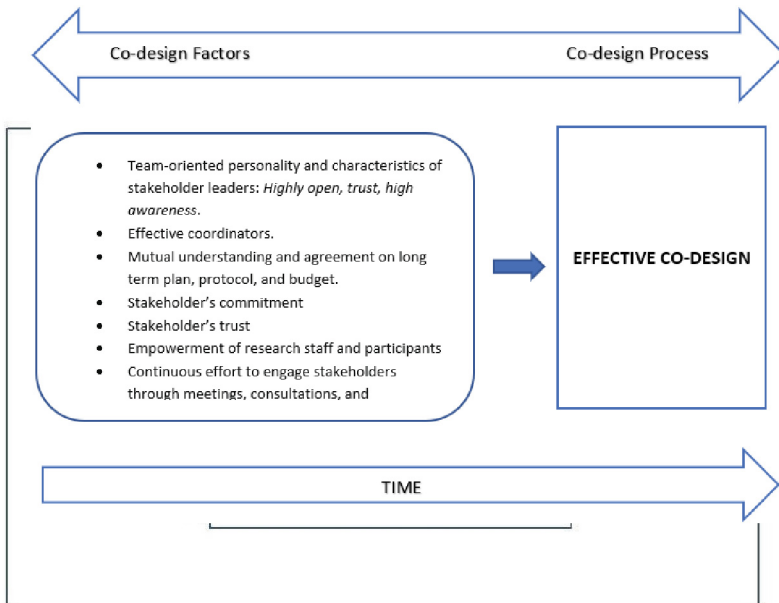 Co-design Factors
Co-design Process
• Team-oriented personality and characteristics of
stakeholder leaders: Highly open, trust, high
awareness.
• Effective coordinators.
• Mutual understanding and agreement on long
term plan, protocol, and budget.
• Stakeholder's commitment
• Stakeholder's trust
• Empowerment of research staff and participants
• Continuous effort to engage stakeholders
through meetings, consultations, and
EFFECTIVE CO-DESIGN
TIME